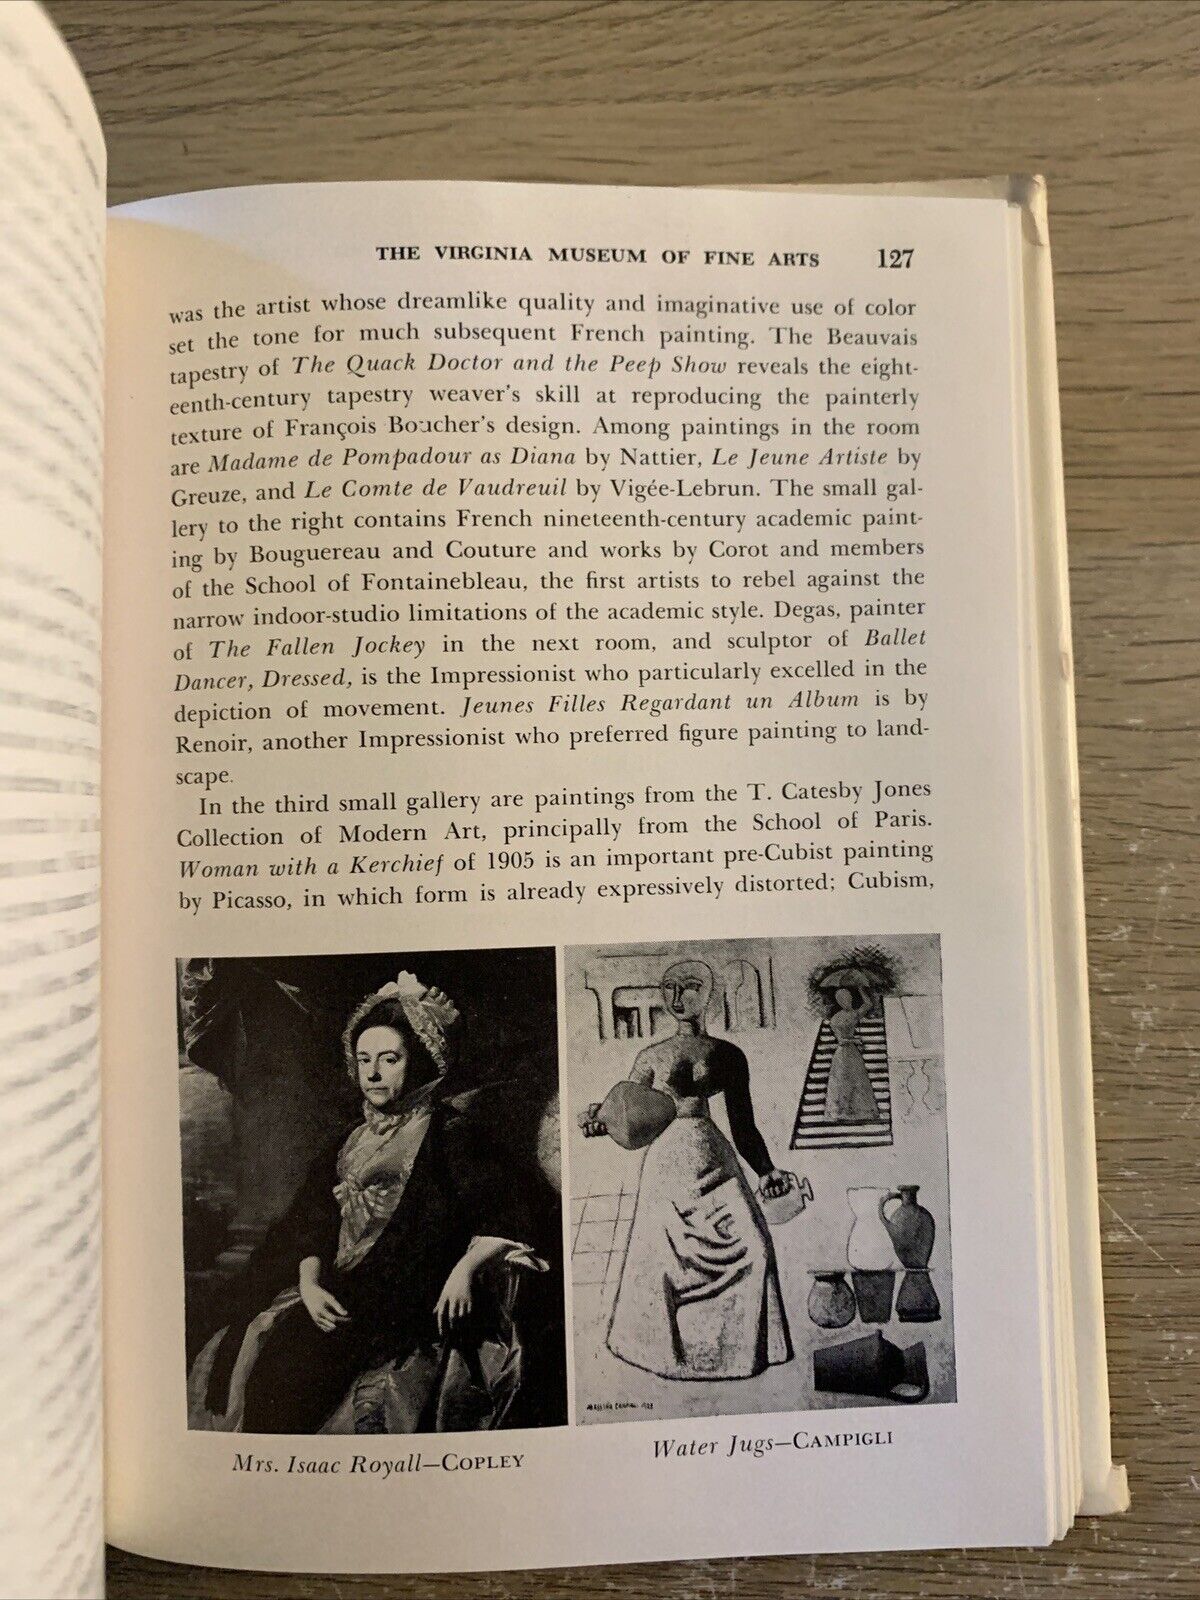 THE VIRGINIA MUSEUM OF FINE ARTS 127
was the artist whose dreamlike quality and imaginative use of color
set the tone for much subsequent French painting. The Beauvais
tapestry of The Quack Doctor and the Peep Show reveals the eight-
eenth-century tapestry weaver's skill at reproducing the painterly
texture of François Boucher's design. Among paintings in the room
are Madame de Pompadour as Diana by Nattier, Le Jeune Artiste by
Greuze, and Le Comte de Vaudreuil by Vigée-Lebrun. The small gal-
lery to the right contains French nineteenth-century academic paint-
ing by Bouguereau and Couture and works by Corot and members
of the School of Fontainebleau, the first artists to rebel against the
narrow indoor-studio limitations of the academic style. Degas, painter
of The Fallen Jockey in the next room, and sculptor of Ballet
Dancer, Dressed, is the Impressionist who particularly excelled in the
depiction of movement. Jeunes Filles Regardant un Album is by
Renoir, another Impressionist who preferred figure painting to land-
scape.
In the third small gallery are paintings from the T. Catesby Jones
Collection of Modern Art, principally from the School of Paris.
Woman with a Kerchief of 1905 is an important pre-Cubist painting
by Picasso, in which form is already expressively distorted; Cubism,
Mrs. Isaac Royall—COPLEY
Water Jugs—CAMPIGLI